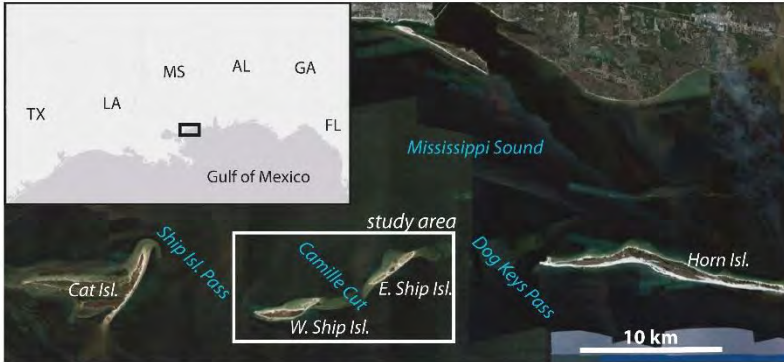 MS
AL
GA
TX
LA
FL
Gulf of Mexico
Mississippi Sound
study area
Ship Isl. Pass
Camille Cut
Dog Keys Pass
Cat Isl.
W. Ship Isl.
E. Ship Isl.
Horn Isl.
10 km